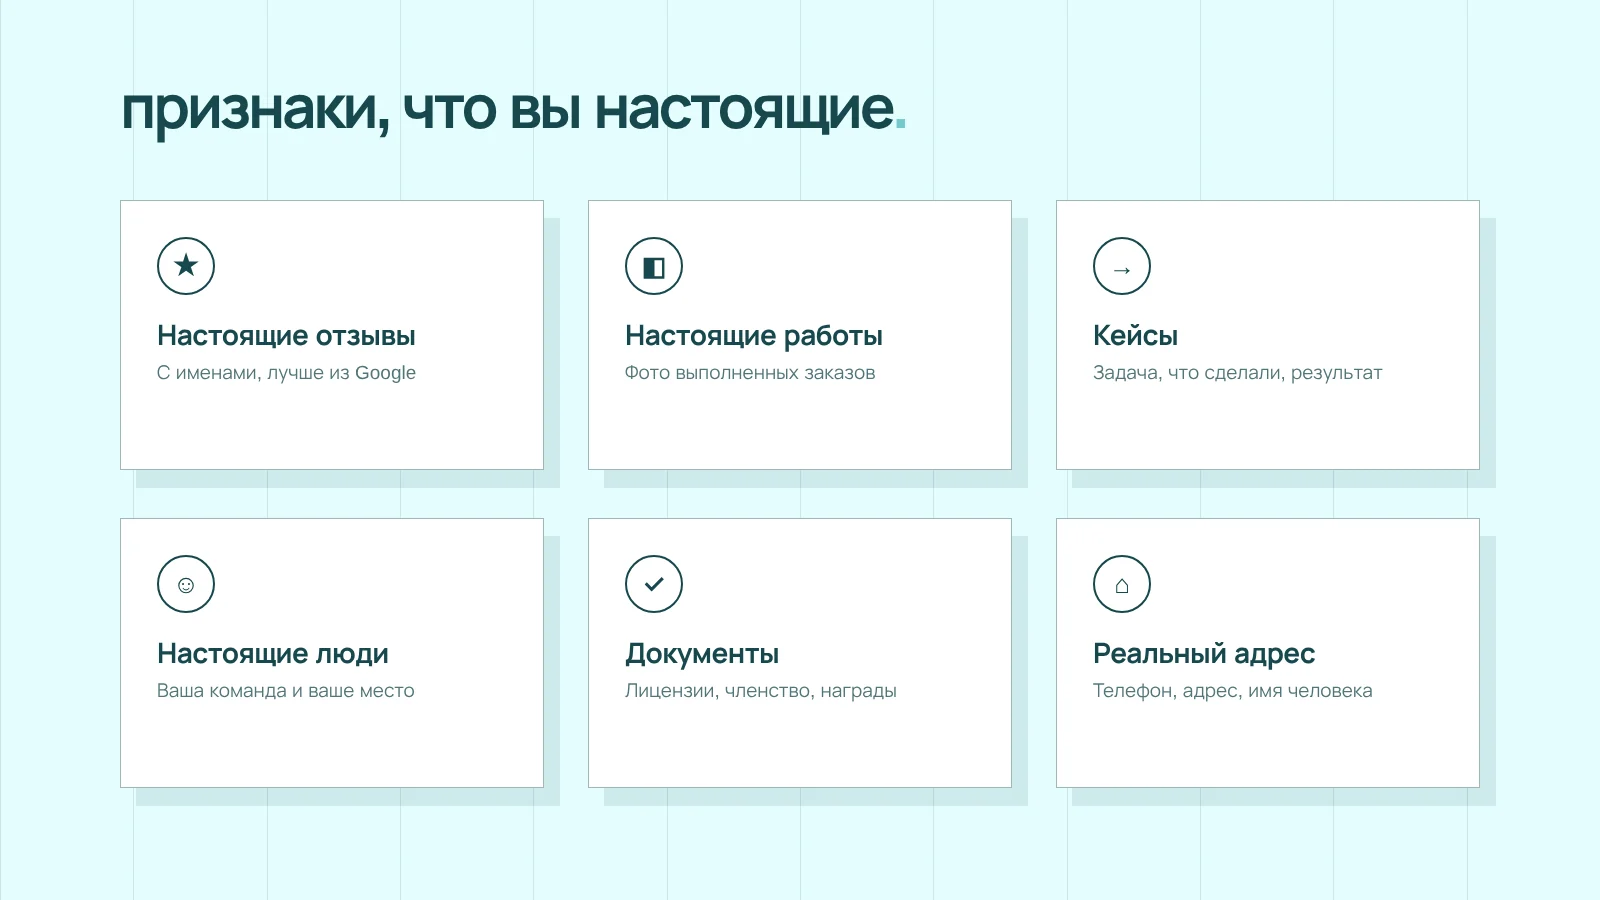 признаки, что вы настоящие.
Настоящие отзывы
С именами, лучше из Google
Настоящие работы
Фото выполненных заказов
Кейсы
Задача, что сделали, результат
Настоящие люди
Ваша команда и ваше место
Документы
Лицензии, членство, награды
Реальный адрес
Телефон, адрес, имя человека